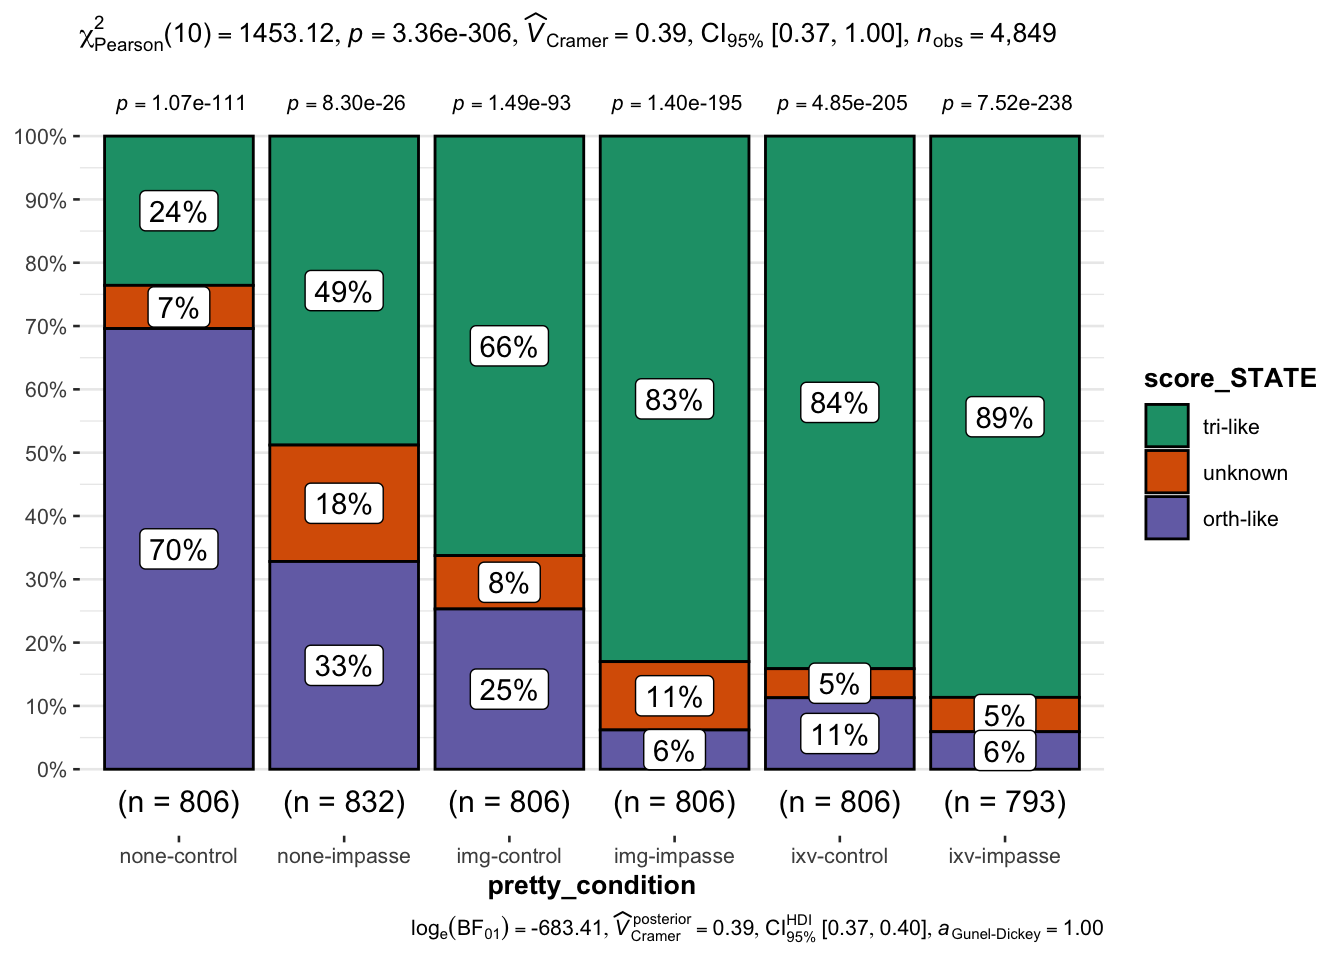 χ²Pearson(10) = 1453.12, p = 3.36e-306, V̂Cramer = 0.39, CI95% [0.37, 1.00], nobs = 4,849
p = 1.07e-111 p = 8.30e-26 p = 1.49e-93 p = 1.40e-195 p = 4.85e-205 p = 7.52e-238
100%
90%
80%
70%
60%
50%
40%
30%
20%
10%
0%
24% 7% 70%
49% 18% 33%
66% 8% 25%
83% 11% 6%
84% 5% 11%
89% 5% 6%
(n = 806) (n = 832) (n = 806) (n = 806) (n = 806) (n = 793)
none-control none-impasse img-control img-impasse ixv-control ixv-impasse
pretty_condition
score_STATE
tri-like
unknown
orth-like
loge(BF01) = -683.41, V̂posteriorCramer = 0.39, CIHDI95% [0.37, 0.40], aGunel-Dickey = 1.00